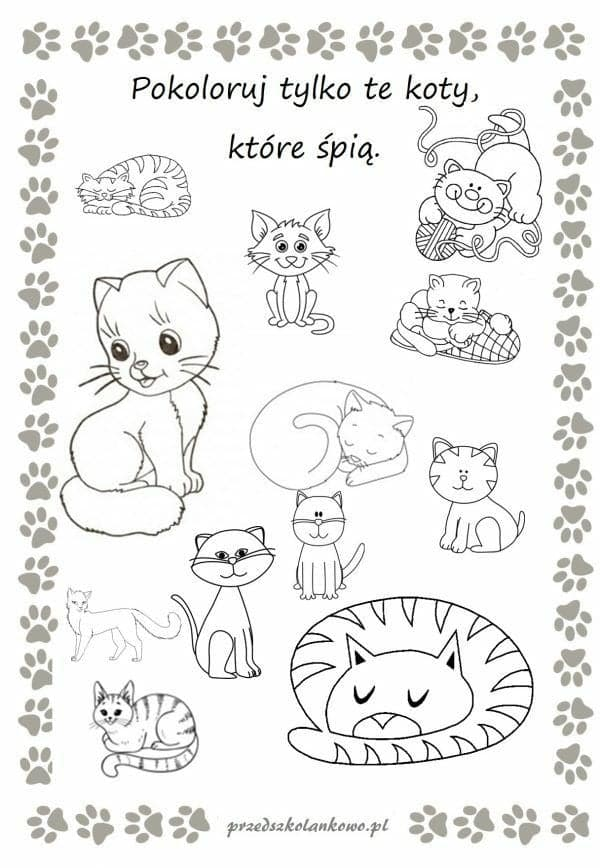 Pokoloruj tylko te koty,
które śpią.
przedszkolankowo.pl